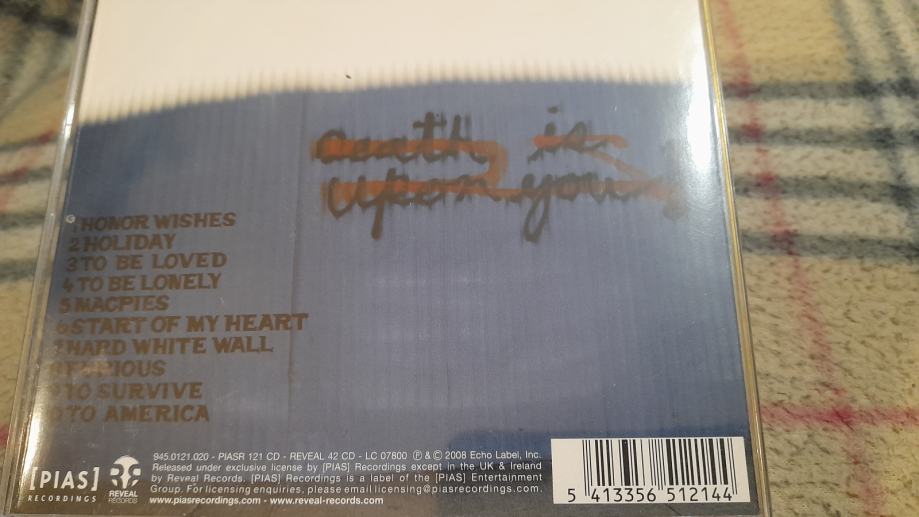 death is
upon you
1 HONOR WISHES
2 HOLIDAY
3 TO BE LOVED
4 TO BE LONELY
5 MAGPIES
6 START OF MY HEART
7 HARD WHITE WALL
8 FURIOUS
9 TO SURVIVE
0 TO AMERICA
945.0121.020 - PIASR 121 CD - REVEAL 42 CD - LC 07800 ℗ & © 2008 Echo Label, Inc.
Released under exclusive license by [PIAS] Recordings except in the UK & Ireland
by Reveal Records. [PIAS] Recordings is a label of the [PIAS] Entertainment
Group. For licensing enquiries, please email licensing@piasrecordings.com.
www.piasrecordings.com - www.reveal-records.com
[PIAS]
RECORDINGS
REVEAL
RECORDS
5 413356 512144